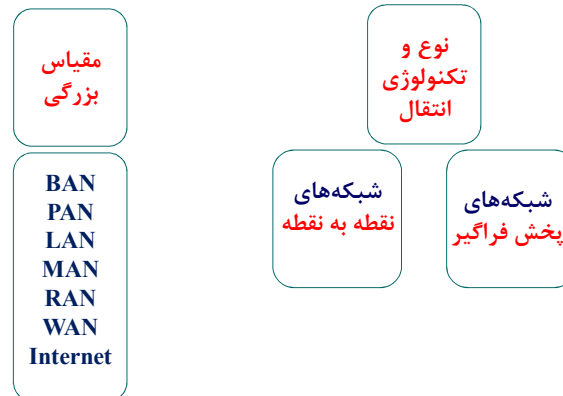 نوع و
تکنولوژی
انتقال
شبکه‌های
پخش فراگیر
شبکه‌های
نقطه به نقطه
مقیاس
بزرگی
BAN
PAN
LAN
MAN
RAN
WAN
Internet